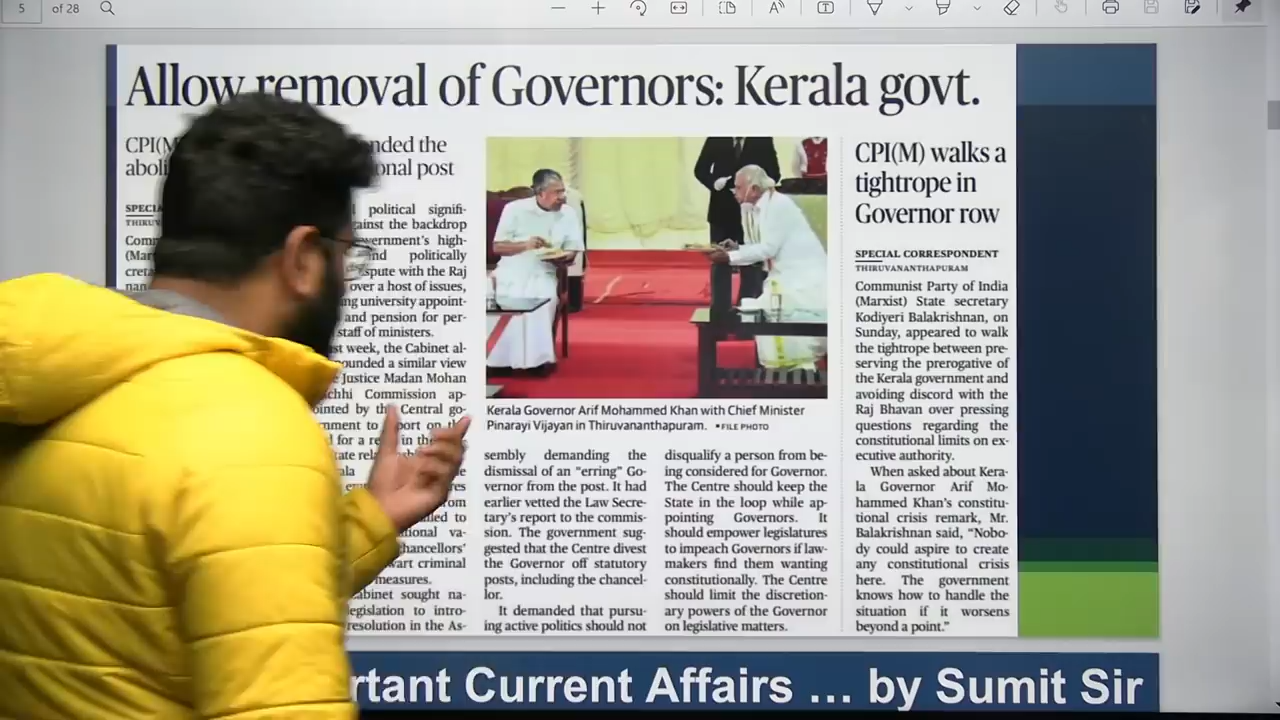 5 of 28
Allow removal of Governors: Kerala govt.
CPI(M nded the
aboli onal post
SPECIA
THIRUV
Comm
(Mar
creta
nan
political signifi-
ainst the backdrop
vernment's high-
nd politically
spute with the Raj
over a host of issues,
ng university appoint-
and pension for per-
staff of ministers.
st week, the Cabinet al-
pounded a similar view
e Justice Madan Mohan
chhi Commission ap-
ointed by the Central go-
nment to port on th
d for a re in the
tate rela
ala
res
rom
led to
tional va-
chancellors'
wart criminal
measures.
abinet sought na-
egislation to intro-
resolution in the As-
Kerala Governor Arif Mohammed Khan with Chief Minister
Pinarayi Vijayan in Thiruvananthapuram. •FILE PHOTO
sembly demanding the
dismissal of an “erring” Go-
vernor from the post. It had
earlier vetted the Law Secre-
tary's report to the commis-
sion. The government sug-
gested that the Centre divest
the Governor off statutory
posts, including the chancel-
lor.
It demanded that pursu-
ing active politics should not
disqualify a person from be-
ing considered for Governor.
The Centre should keep the
State in the loop while ap-
pointing Governors. It
should empower legislatures
to impeach Governors if law-
makers find them wanting
constitutionally. The Centre
should limit the discretion-
ary powers of the Governor
on legislative matters.
CPI(M) walks a
tightrope in
Governor row
SPECIAL CORRESPONDENT
THIRUVANANTHAPURAM
Communist Party of India
(Marxist) State secretary
Kodiyeri Balakrishnan, on
Sunday, appeared to walk
the tightrope between pre-
serving the prerogative of
the Kerala government and
avoiding discord with the
Raj Bhavan over pressing
questions regarding the
constitutional limits on ex-
ecutive authority.
When asked about Kera-
la Governor Arif Mo-
hammed Khan's constitu-
tional crisis remark, Mr.
Balakrishnan said, “Nobo-
dy could aspire to create
any constitutional crisis
here. The government
knows how to handle the
situation if it worsens
beyond a point.”
rtant Current Affairs ... by Sumit Sir